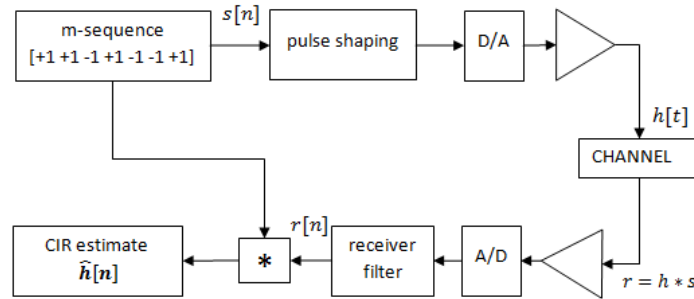 m-sequence
[+1 +1 -1 +1 -1 -1 +1]
s[n]
pulse shaping
D/A
h[t]
CHANNEL
r = h * s
A/D
receiver
filter
r[n]
*
CIR estimate
ĥ[n]